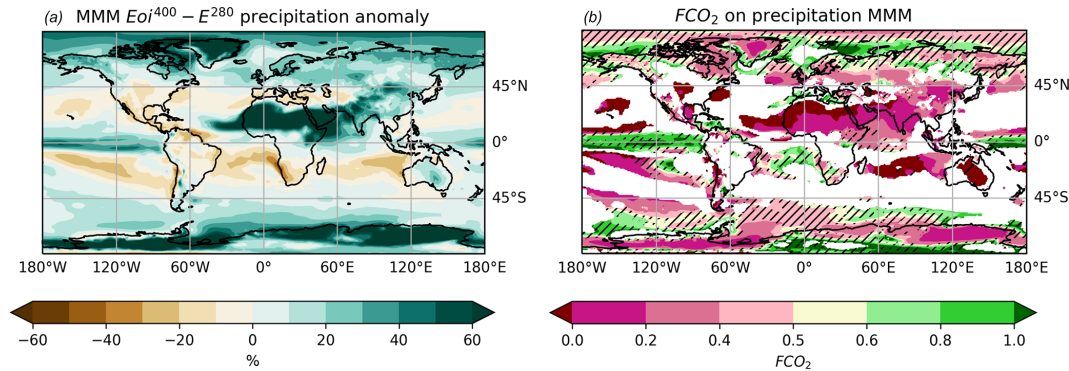 (a) MMM Eoi⁴⁰⁰ − E²⁸⁰ precipitation anomaly
45°N
0°
45°S
180°W 120°W 60°W 0° 60°E 120°E 180°E
−60 −40 −20 0 20 40 60
%
(b) FCO₂ on precipitation MMM
45°N
0°
45°S
180°W 120°W 60°W 0° 60°E 120°E 180°E
0.0 0.2 0.4 0.5 0.6 0.8 1.0
FCO₂